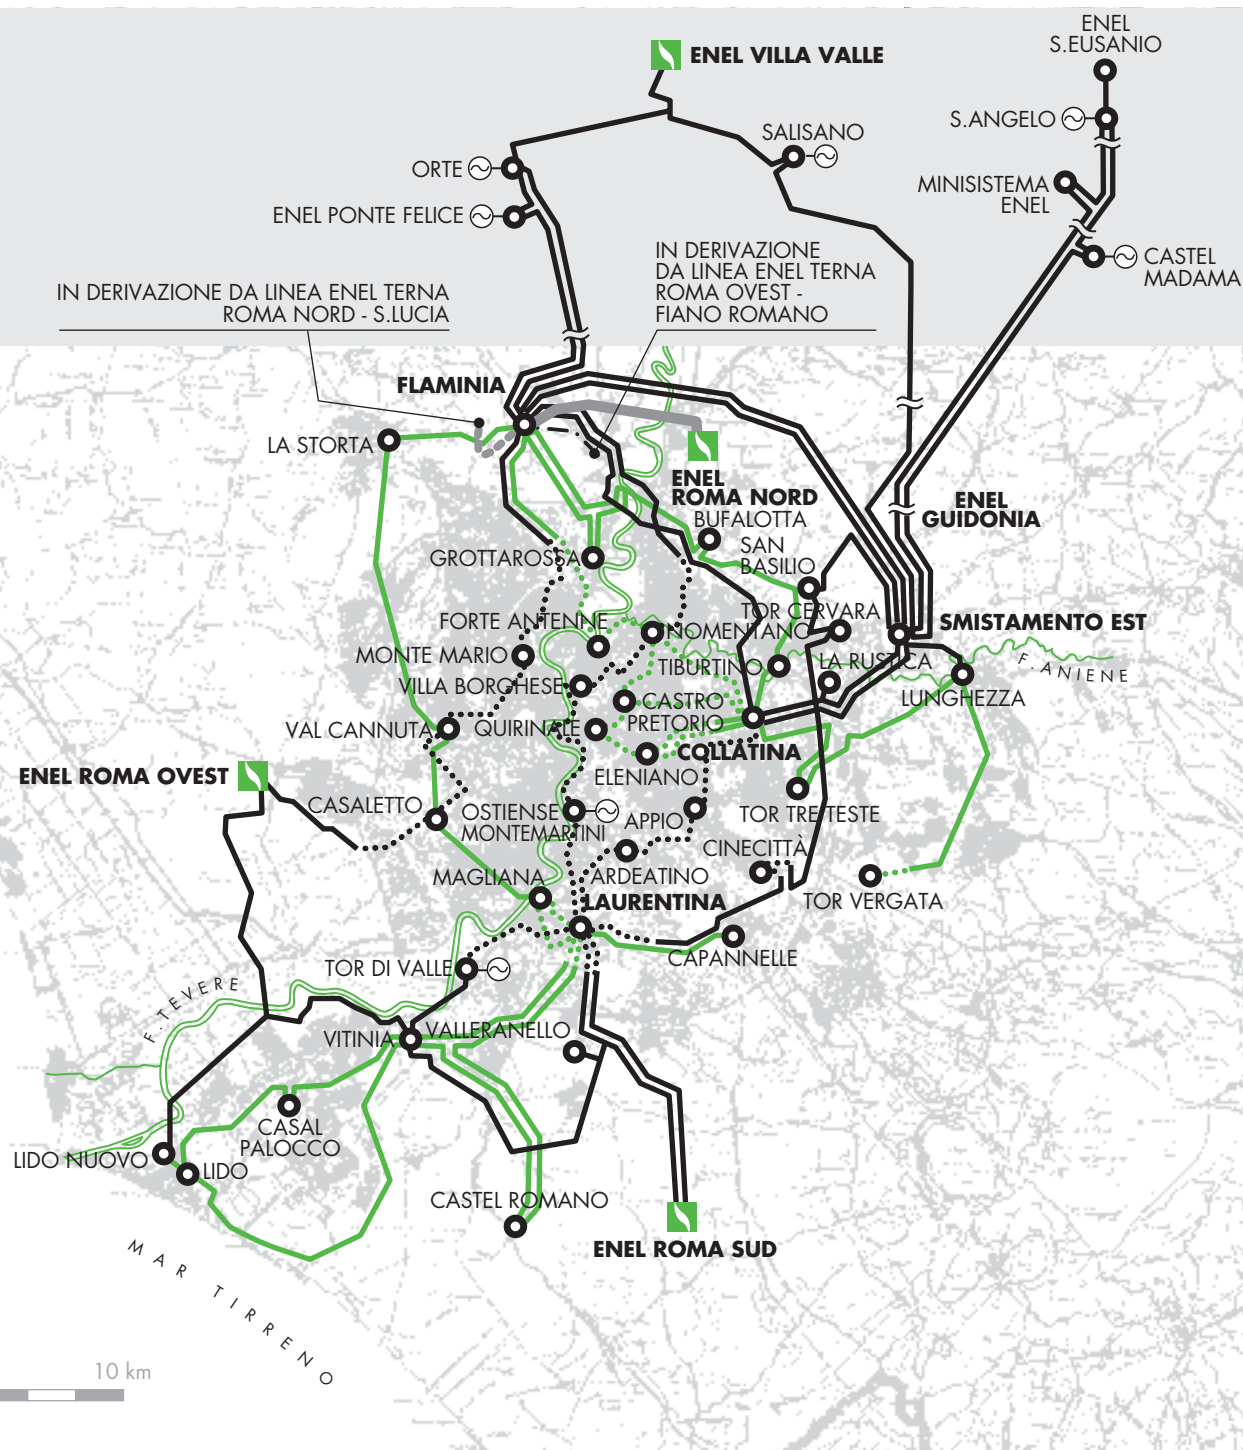 ENEL
S.EUSANIO
ENEL VILLA VALLE
S.ANGELO
SALISANO
ORTE
MINISISTEMA
ENEL
ENEL PONTE FELICE
CASTEL
MADAMA
IN DERIVAZIONE
DA LINEA ENEL TERNA
ROMA OVEST -
FIANO ROMANO
IN DERIVAZIONE DA LINEA ENEL TERNA
ROMA NORD - S.LUCIA
FLAMINIA
LA STORTA
ENEL
ROMA NORD
BUFALOTTA
ENEL
GUIDONIA
SAN
BASILIO
GROTTAROSSA
TOR CERVARA
FORTE ANTENNE
NOMENTANO
SMISTAMENTO EST
MONTE MARIO
TIBURTINO
LA RUSTICA
F. ANIENE
VILLA BORGHESE
LUNGHEZZA
CASTRO
PRETORIO
VAL CANNUTA
QUIRINALE
COLLATINA
ENEL ROMA OVEST
ELENIANO
CASALETTO
OSTIENSE
MONTEMARTINI
APPIO
TOR TRE TESTE
CINECITTÀ
MAGLIANA
ARDEATINO
TOR VERGATA
LAURENTINA
CAPANNELLE
TOR DI VALLE
F. TEVERE
VITINIA
VALLERANELLO
CASAL
PALOCCO
LIDO NUOVO
LIDO
CASTEL ROMANO
ENEL ROMA SUD
MAR TIRRENO
10 km